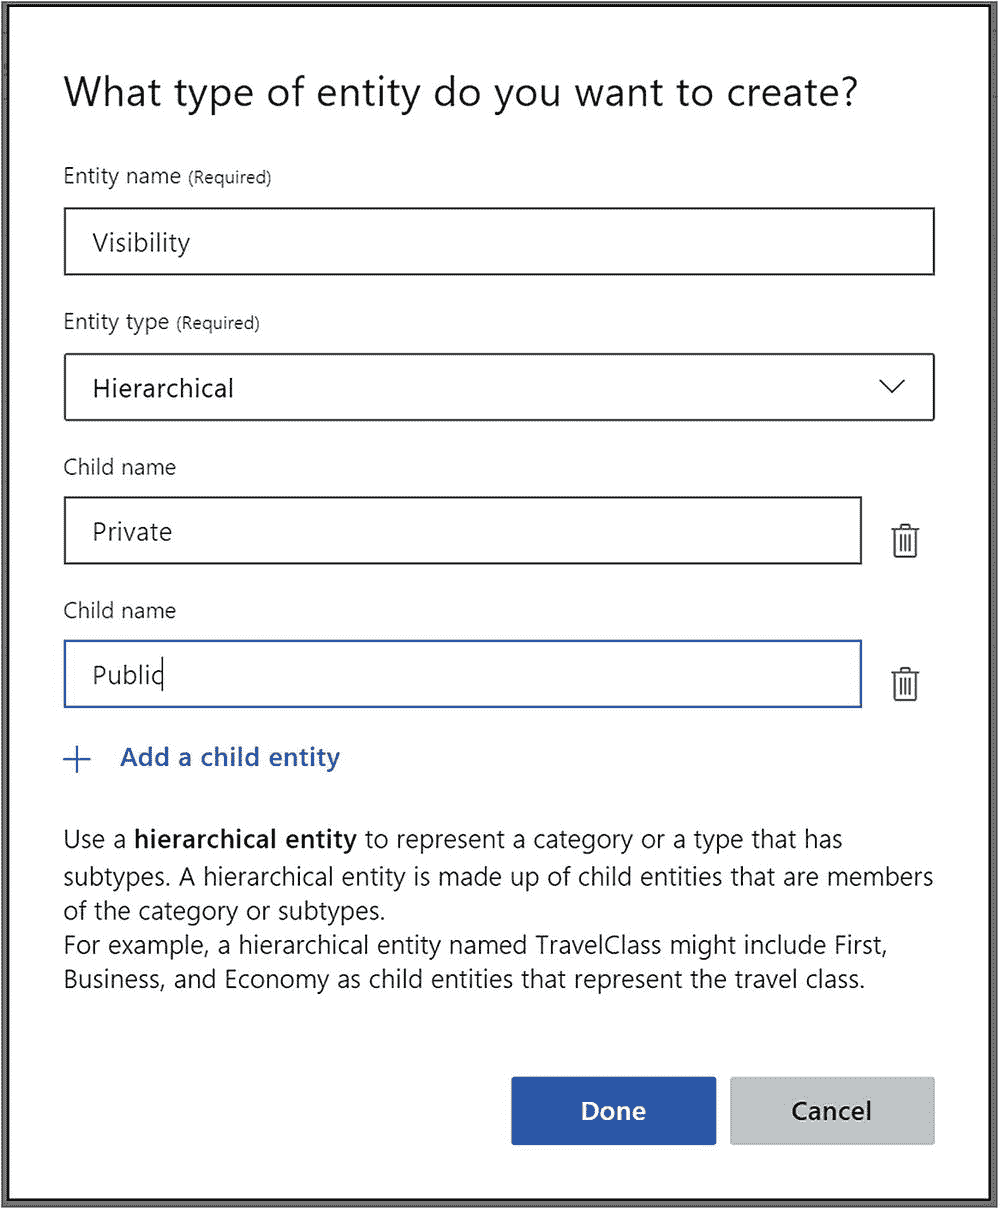 What type of entity do you want to create?
Entity name (Required)
Visibility
Entity type (Required)
Hierarchical
Child name
Private
Child name
Public
Add a child entity
Use a hierarchical entity to represent a category or a type that has
subtypes. A hierarchical entity is made up of child entities that are members
of the category or subtypes.
For example, a hierarchical entity named TravelClass might include First,
Business, and Economy as child entities that represent the travel class.
Done Cancel